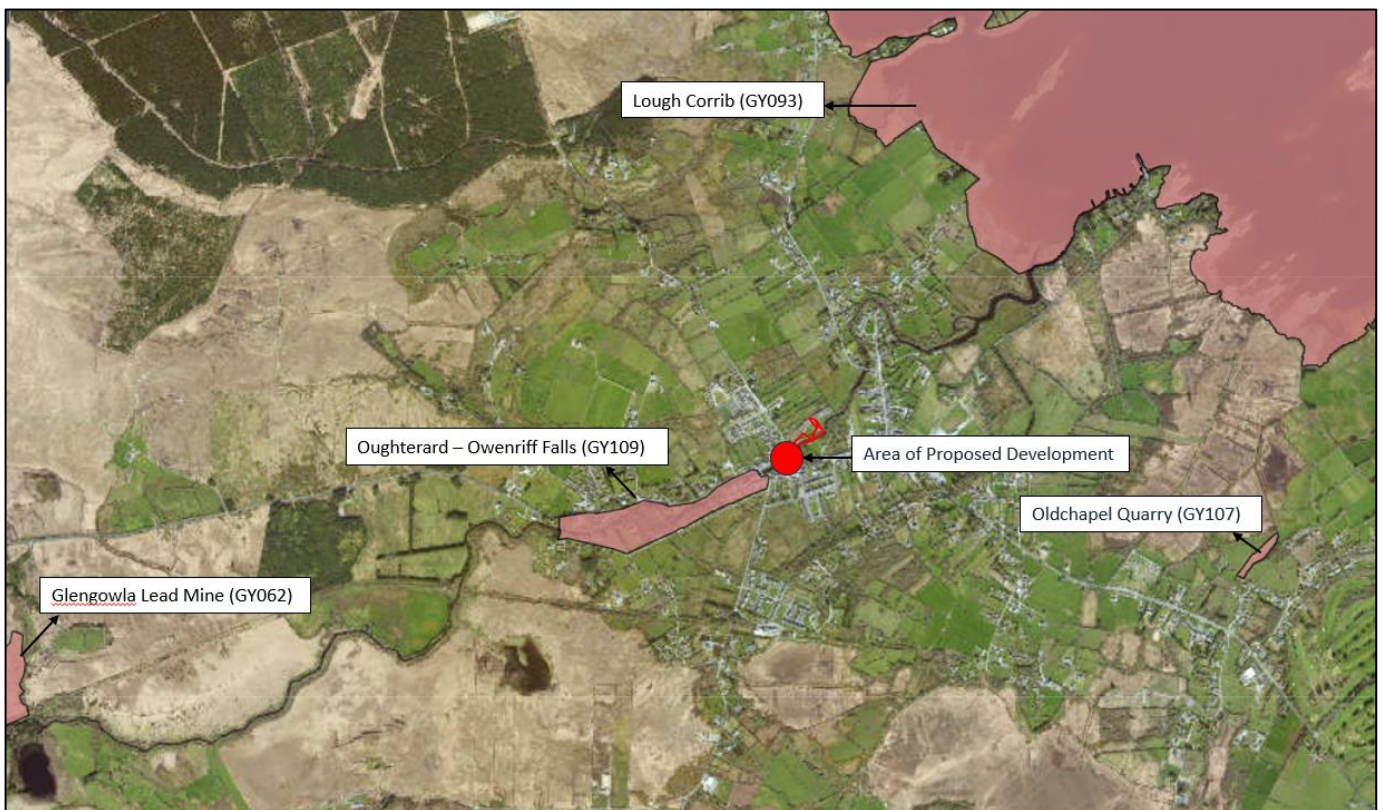 Lough Corrib (GY093)
Oughterard – Owenriff Falls (GY109)
Area of Proposed Development
Oldchapel Quarry (GY107)
Glengowla Lead Mine (GY062)